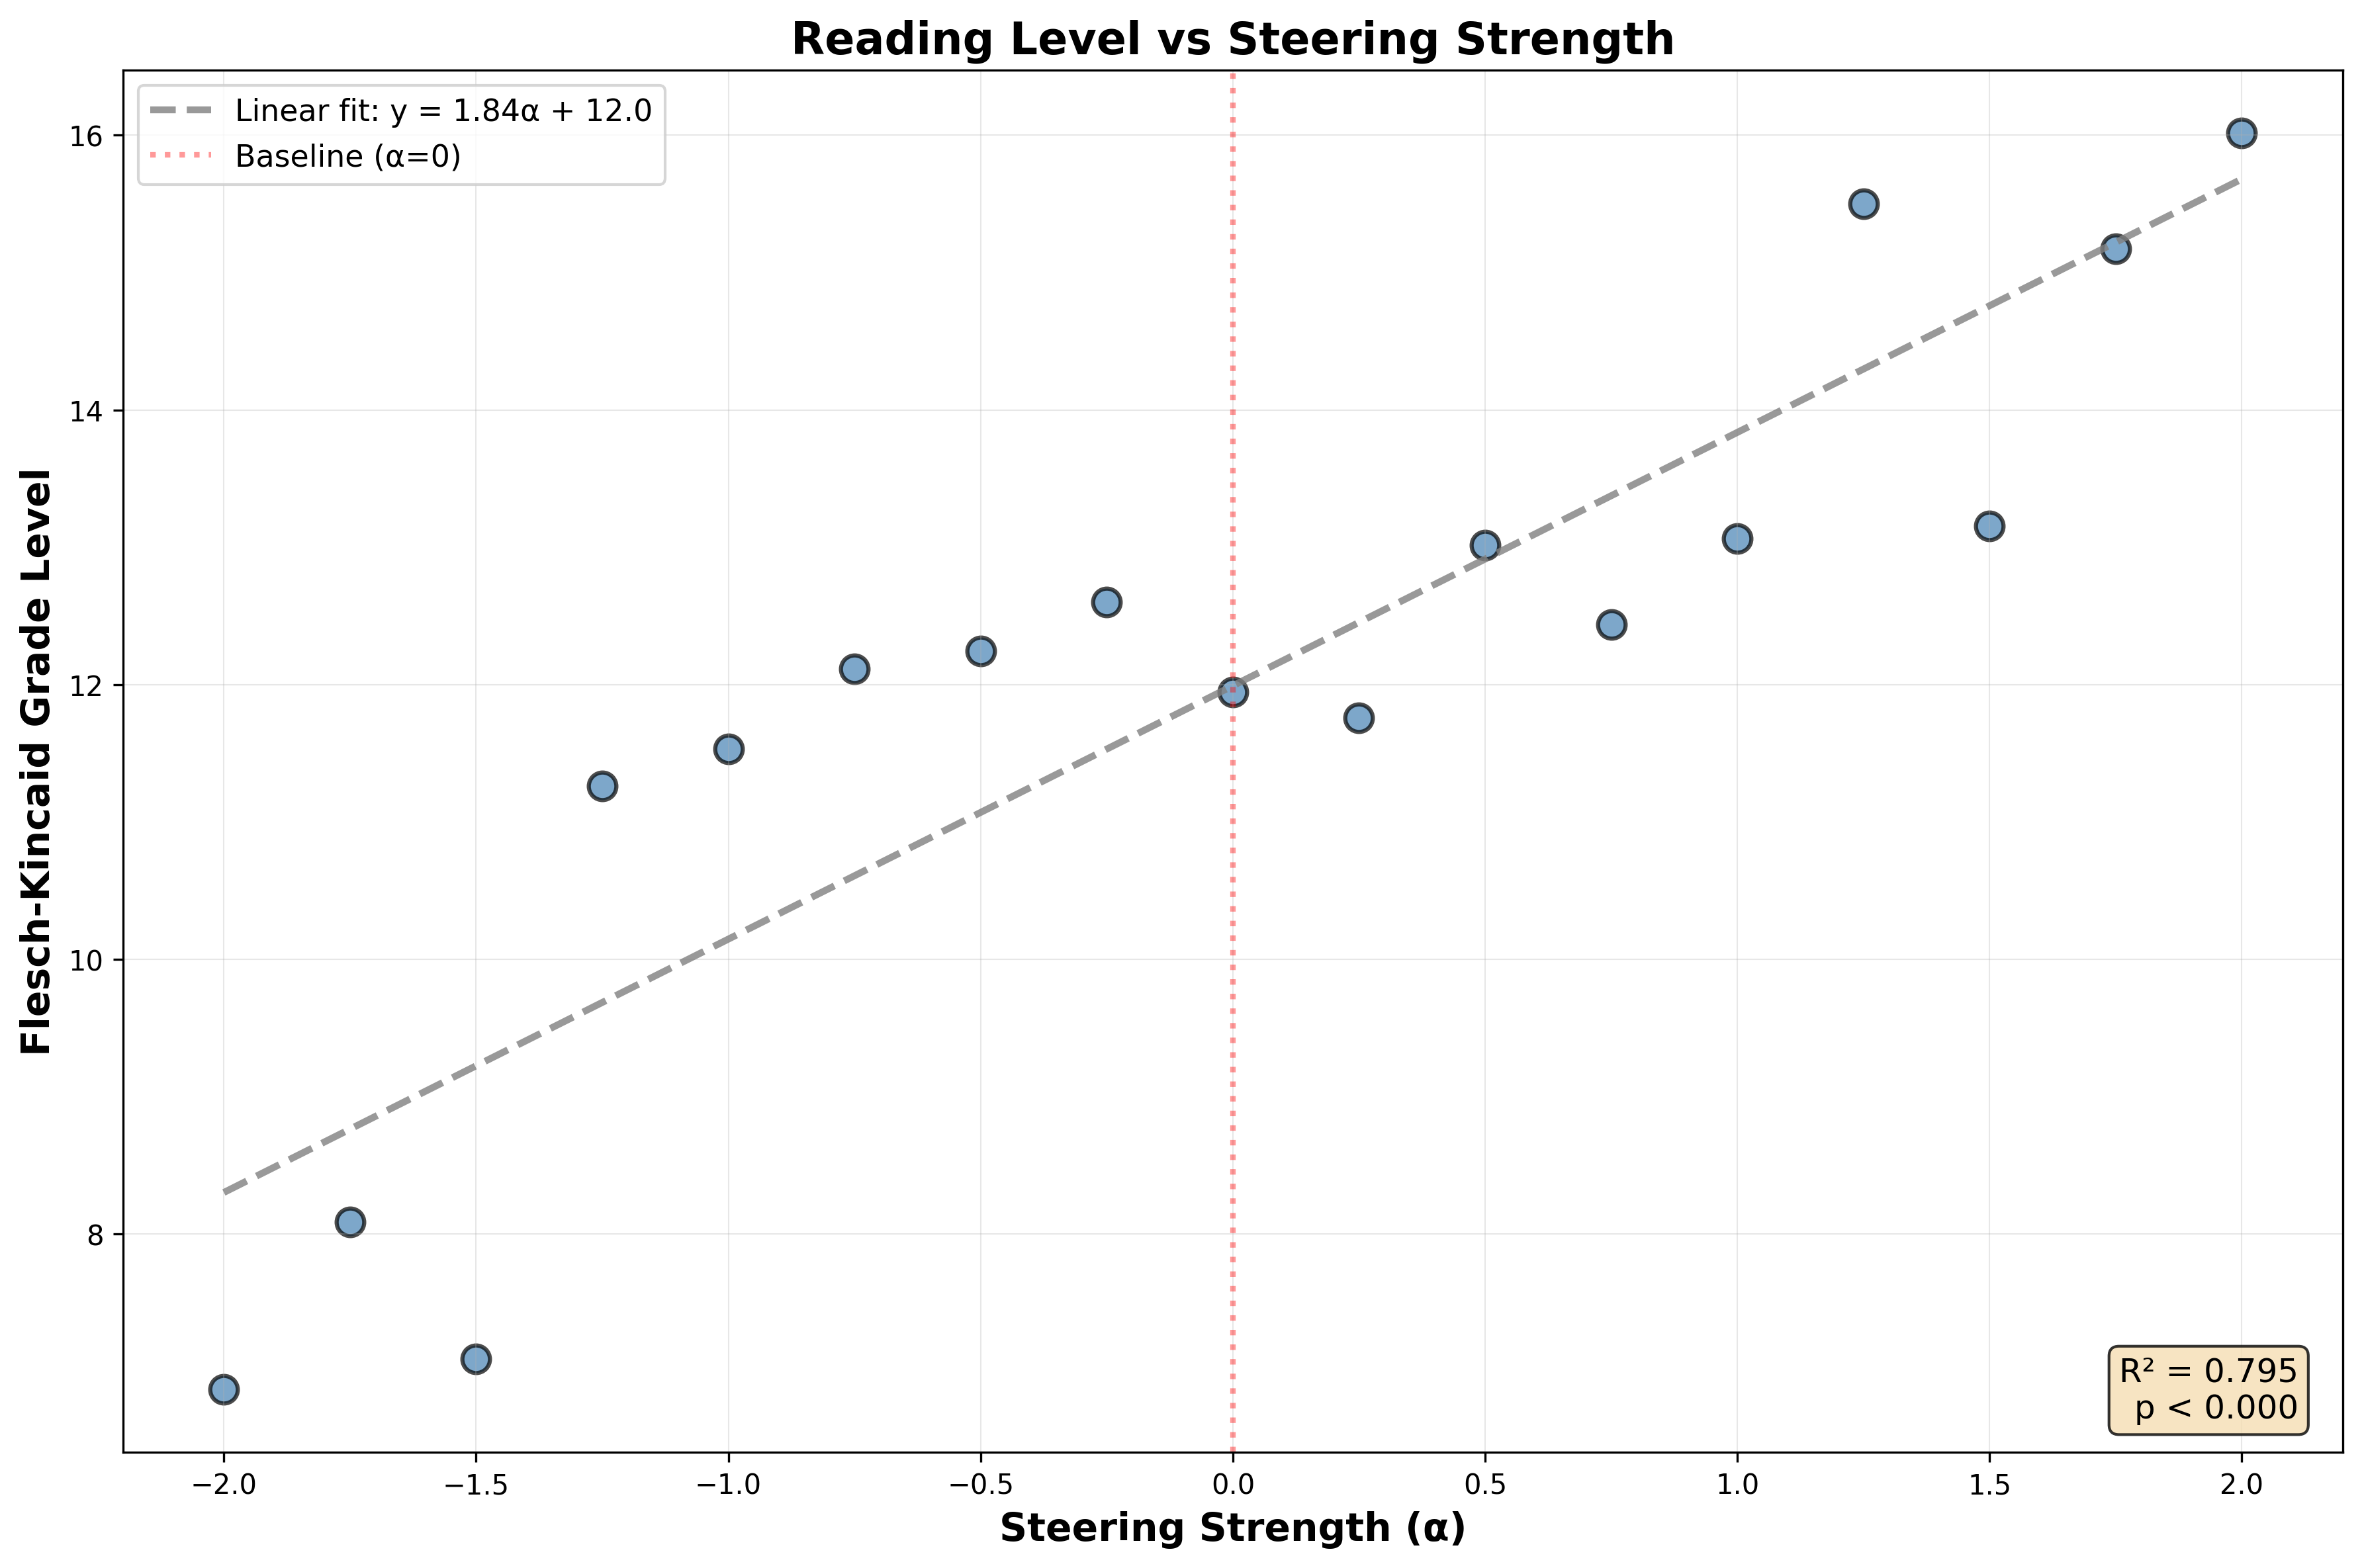 Reading Level vs Steering Strength
Linear fit: y = 1.84α + 12.0
Baseline (α=0)
Flesch-Kincaid Grade Level
16
14
12
10
8
R² = 0.795
p < 0.000
−2.0
−1.5
−1.0
−0.5
0.0
0.5
1.0
1.5
2.0
Steering Strength (α)